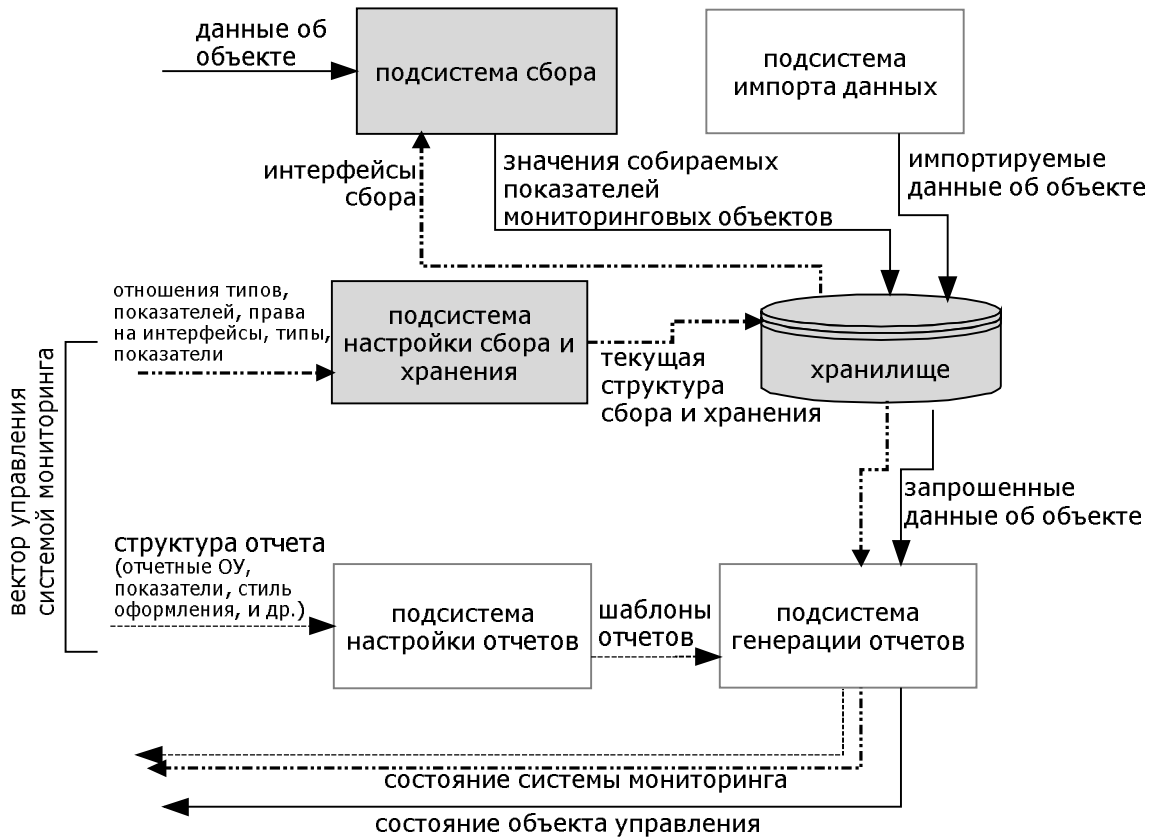 данные об
объекте
подсистема сбора
подсистема
импорта данных
интерфейсы
сбора
значения собираемых
показателей
мониторинговых объектов
импортируемые
данные об объекте
отношения типов,
показателей, права
на интерфейсы, типы,
показатели
подсистема
настройки сбора и
хранения
текущая
структура
сбора и хранения
хранилище
вектор управления
системой мониторинга
запрошенные
данные об объекте
структура отчета
(отчетные ОУ,
показатели, стиль
оформления, и др.)
подсистема
настройки отчетов
шаблоны
отчетов
подсистема
генерации отчетов
состояние системы мониторинга
состояние объекта управления